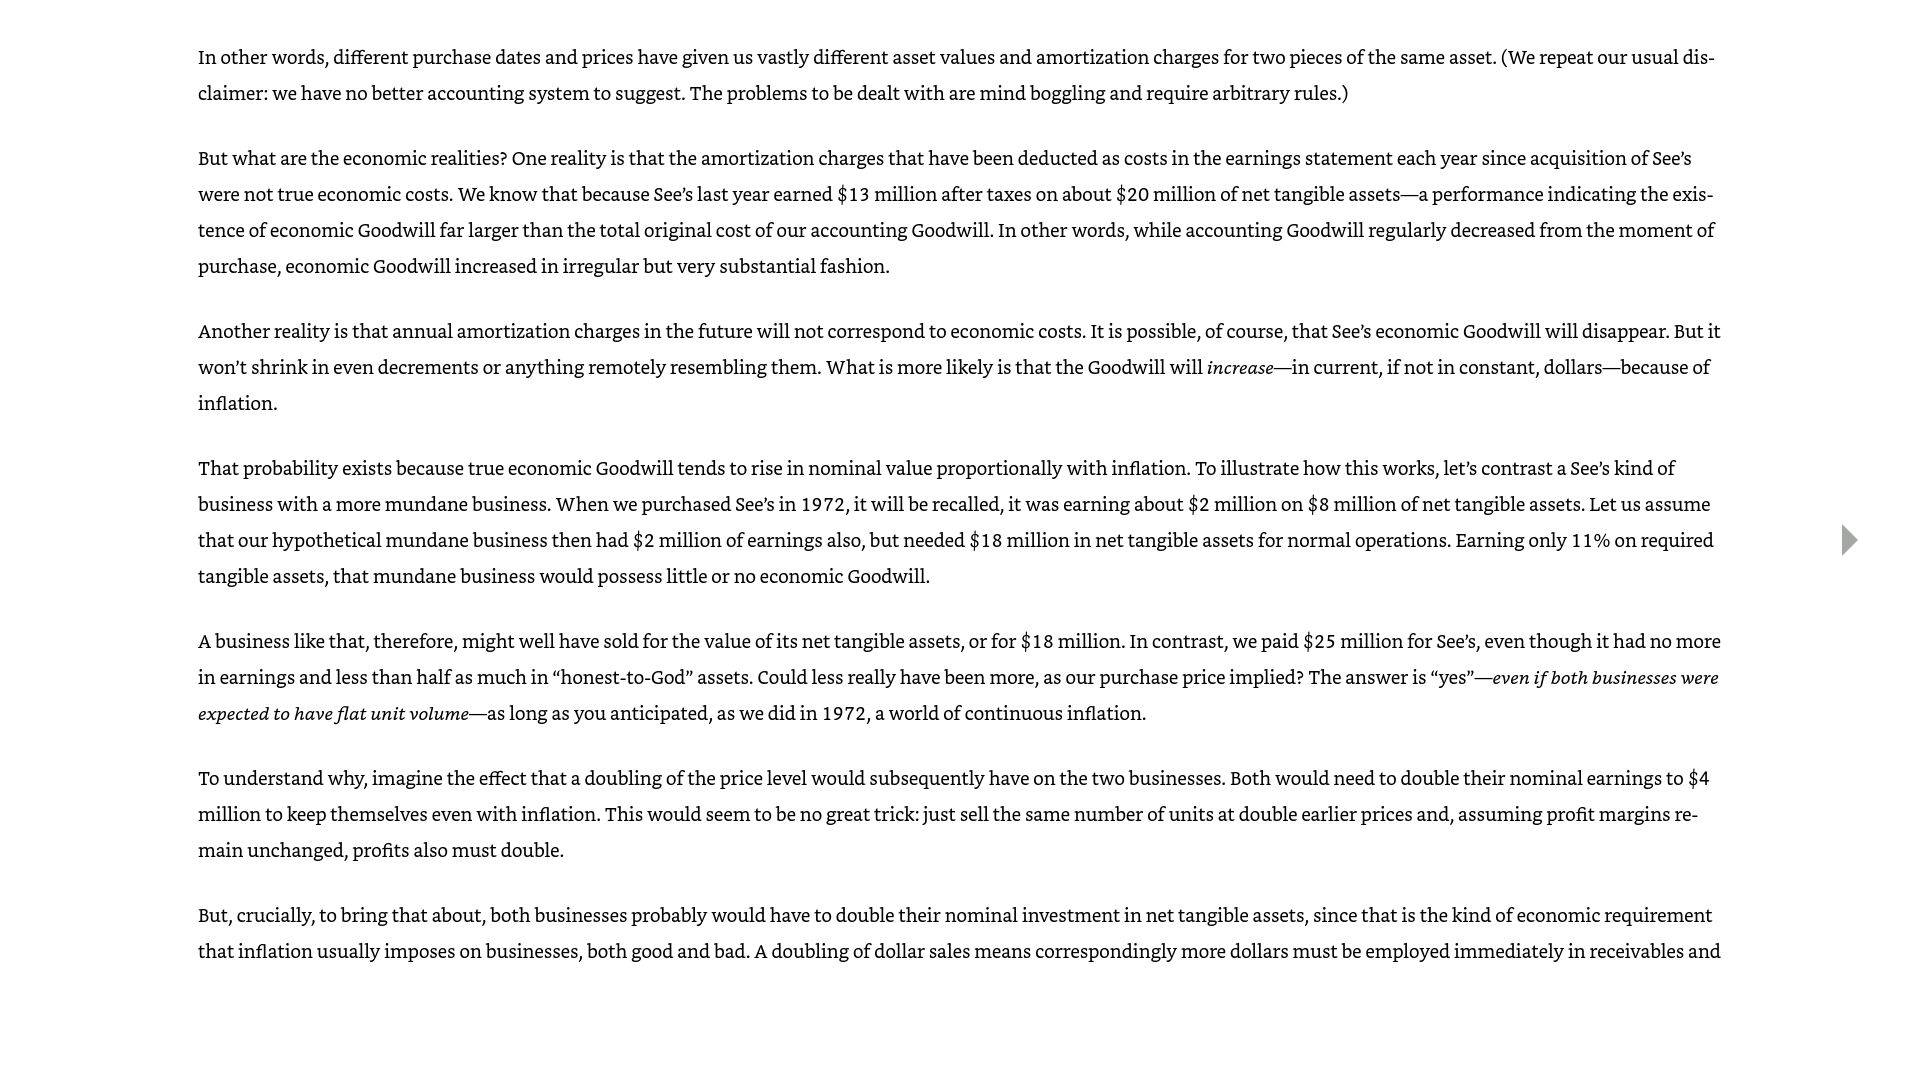 In other words, different purchase dates and prices have given us vastly different asset values and amortization charges for two pieces of the same asset. (We repeat our usual dis-
claimer: we have no better accounting system to suggest. The problems to be dealt with are mind boggling and require arbitrary rules.)
But what are the economic realities? One reality is that the amortization charges that have been deducted as costs in the earnings statement each year since acquisition of See’s
were not true economic costs. We know that because See’s last year earned $13 million after taxes on about $20 million of net tangible assets—a performance indicating the exis-
tence of economic Goodwill far larger than the total original cost of our accounting Goodwill. In other words, while accounting Goodwill regularly decreased from the moment of
purchase, economic Goodwill increased in irregular but very substantial fashion.
Another reality is that annual amortization charges in the future will not correspond to economic costs. It is possible, of course, that See’s economic Goodwill will disappear. But it
won’t shrink in even decrements or anything remotely resembling them. What is more likely is that the Goodwill will increase—in current, if not in constant, dollars—because of
inflation.
That probability exists because true economic Goodwill tends to rise in nominal value proportionally with inflation. To illustrate how this works, let’s contrast a See’s kind of
business with a more mundane business. When we purchased See’s in 1972, it will be recalled, it was earning about $2 million on $8 million of net tangible assets. Let us assume
that our hypothetical mundane business then had $2 million of earnings also, but needed $18 million in net tangible assets for normal operations. Earning only 11% on required
tangible assets, that mundane business would possess little or no economic Goodwill.
A business like that, therefore, might well have sold for the value of its net tangible assets, or for $18 million. In contrast, we paid $25 million for See’s, even though it had no more
in earnings and less than half as much in “honest-to-God” assets. Could less really have been more, as our purchase price implied? The answer is “yes”—even if both businesses were
expected to have flat unit volume—as long as you anticipated, as we did in 1972, a world of continuous inflation.
To understand why, imagine the effect that a doubling of the price level would subsequently have on the two businesses. Both would need to double their nominal earnings to $4
million to keep themselves even with inflation. This would seem to be no great trick: just sell the same number of units at double earlier prices and, assuming profit margins re-
main unchanged, profits also must double.
But, crucially, to bring that about, both businesses probably would have to double their nominal investment in net tangible assets, since that is the kind of economic requirement
that inflation usually imposes on businesses, both good and bad. A doubling of dollar sales means correspondingly more dollars must be employed immediately in receivables and